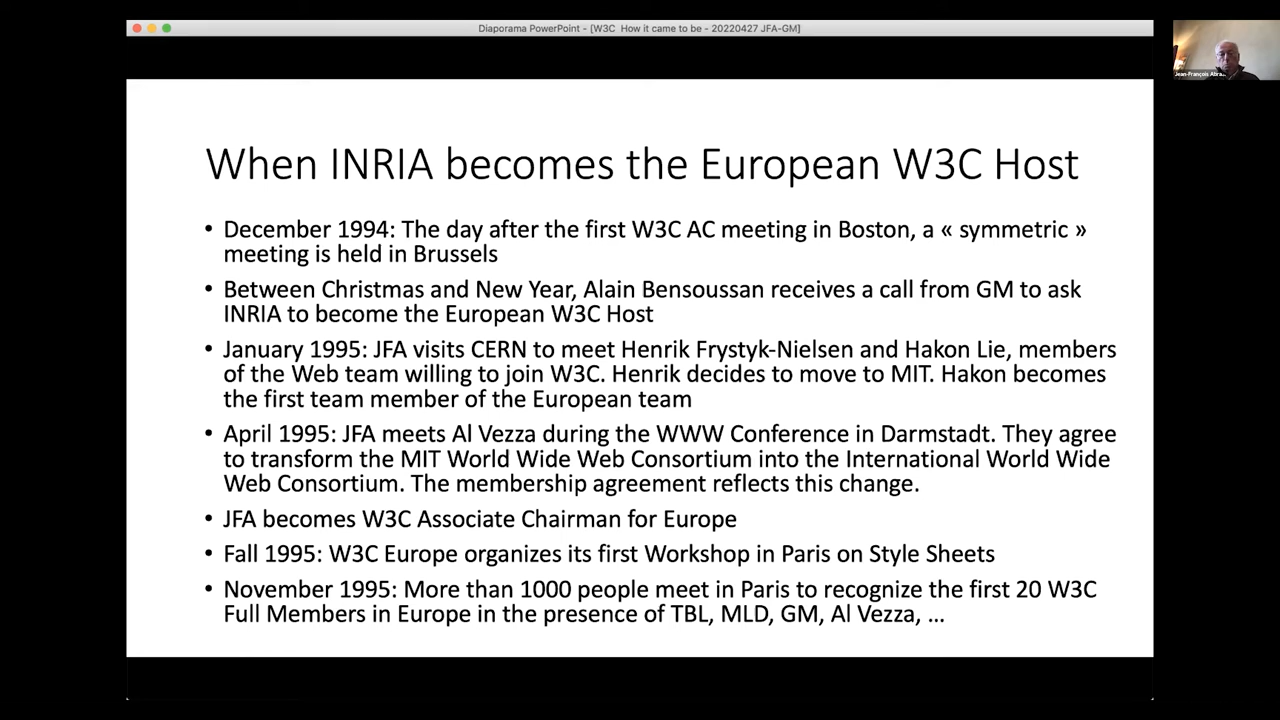 Diaporama PowerPoint - [W3C How it came to be - 20220427 JFA-GM]
Jean-François Abra...
When INRIA becomes the European W3C Host
• December 1994: The day after the first W3C AC meeting in Boston, a « symmetric »
meeting is held in Brussels
• Between Christmas and New Year, Alain Bensoussan receives a call from GM to ask
INRIA to become the European W3C Host
• January 1995: JFA visits CERN to meet Henrik Frystyk-Nielsen and Hakon Lie, members
of the Web team willing to join W3C. Henrik decides to move to MIT. Hakon becomes
the first team member of the European team
• April 1995: JFA meets Al Vezza during the WWW Conference in Darmstadt. They agree
to transform the MIT World Wide Web Consortium into the International World Wide
Web Consortium. The membership agreement reflects this change.
• JFA becomes W3C Associate Chairman for Europe
• Fall 1995: W3C Europe organizes its first Workshop in Paris on Style Sheets
• November 1995: More than 1000 people meet in Paris to recognize the first 20 W3C
Full Members in Europe in the presence of TBL, MLD, GM, Al Vezza, ...